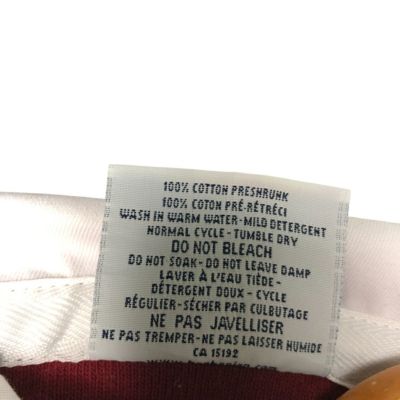 100% COTTON PRESHRUNK
100% COTON PRÉ-RÉTRÉCI
WASH IN WARM WATER-MILD DETERGENT
NORMAL CYCLE-TUMBLE DRY
DO NOT BLEACH
DO NOT SOAK-DO NOT LEAVE DAMP
LAVER À L'EAU TIÈDE-
DÉTERGENT DOUX-CYCLE
RÉGULIER-SÉCHER PAR CULBUTAGE
NE PAS JAVELLISER
NE PAS TREMPER-NE PAS LAISSER HUMIDE
CA 15192